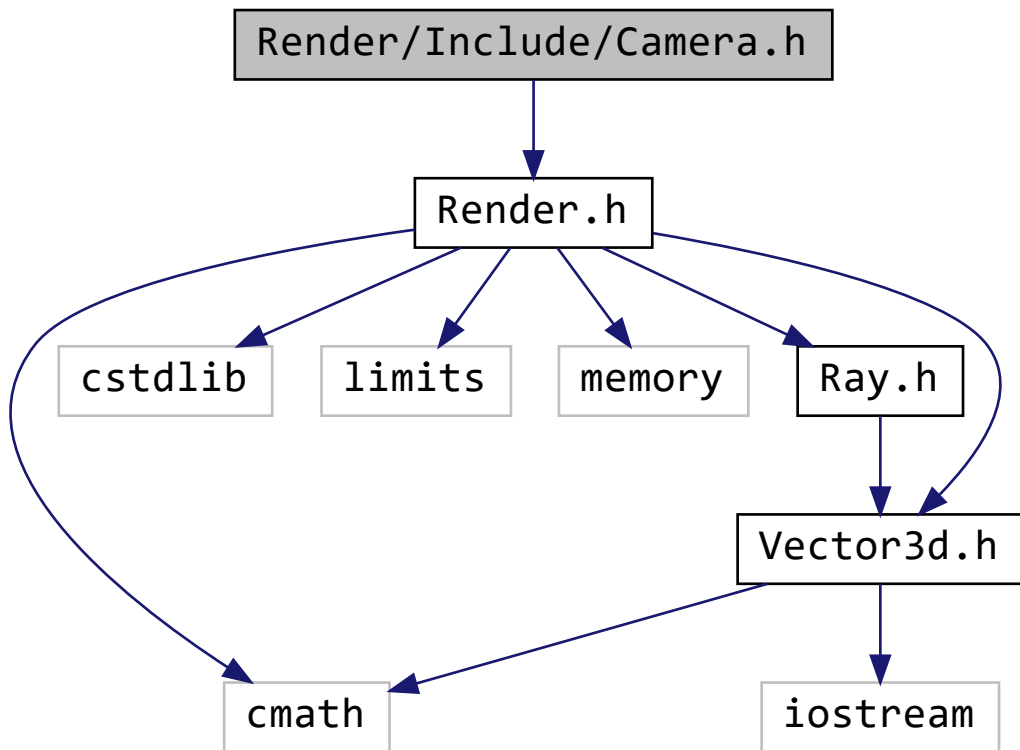 Render/Include/Camera.h
Render.h
cstdlib
limits
memory
Ray.h
Vector3d.h
cmath
iostream